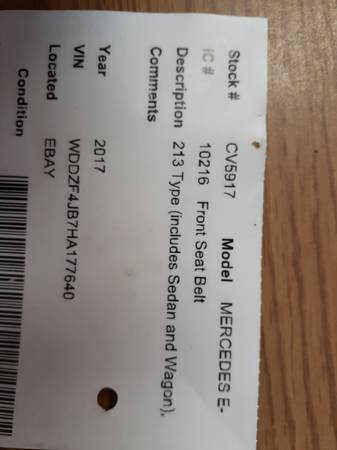 Stock # CV5917 Model MERCEDES E-
IC # 10216 Front Seat Belt
Description 213 Type (includes Sedan and Wagon),
Comments
Year 2017
VIN WDDZF4JB7HA177640
Located EBAY
Condition